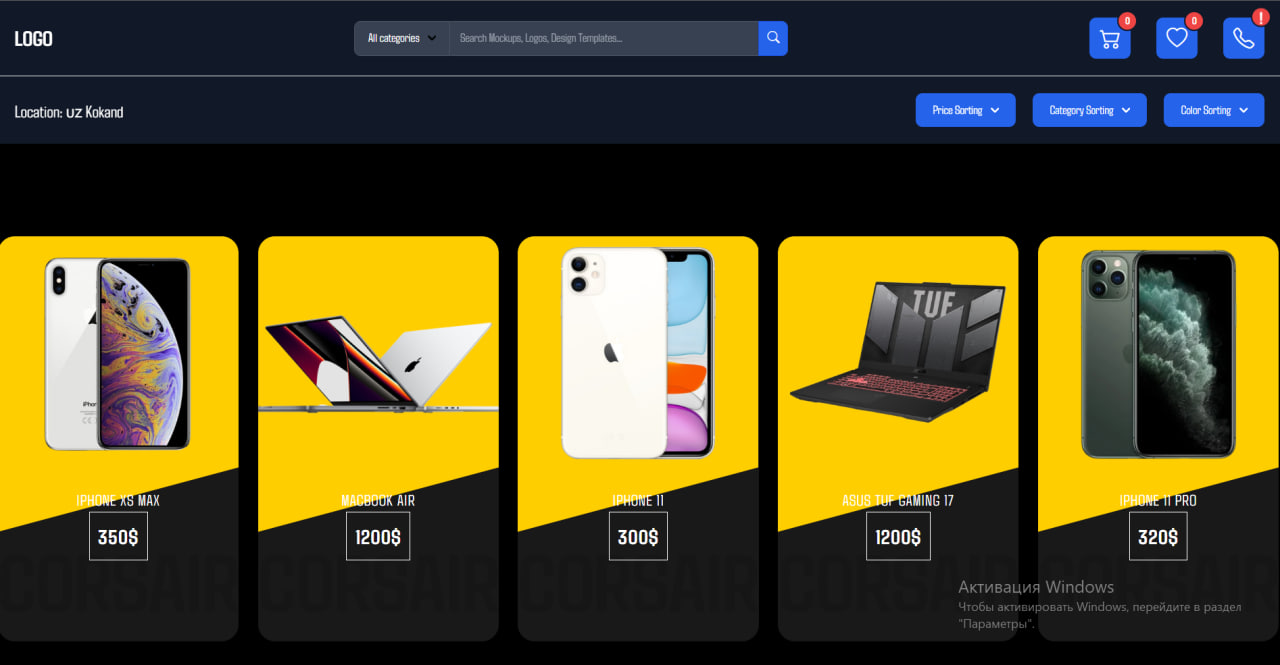 LOGO
All categories
Search Mockups, Logos, Design Templates...
0
0
!
Location: UZ Kokand
Price Sorting
Category Sorting
Color Sorting
iPhone
TUF
IPHONE XS MAX
MACBOOK AIR
IPHONE 11
ASUS TUF GAMING 17
IPHONE 11 PRO
350$
1200$
300$
1200$
320$
CORSAIR
CORSAIR
CORSAIR
CORSAIR
CORSAIR
Активация Windows
Чтобы активировать Windows, перейдите в раздел
"Параметры".